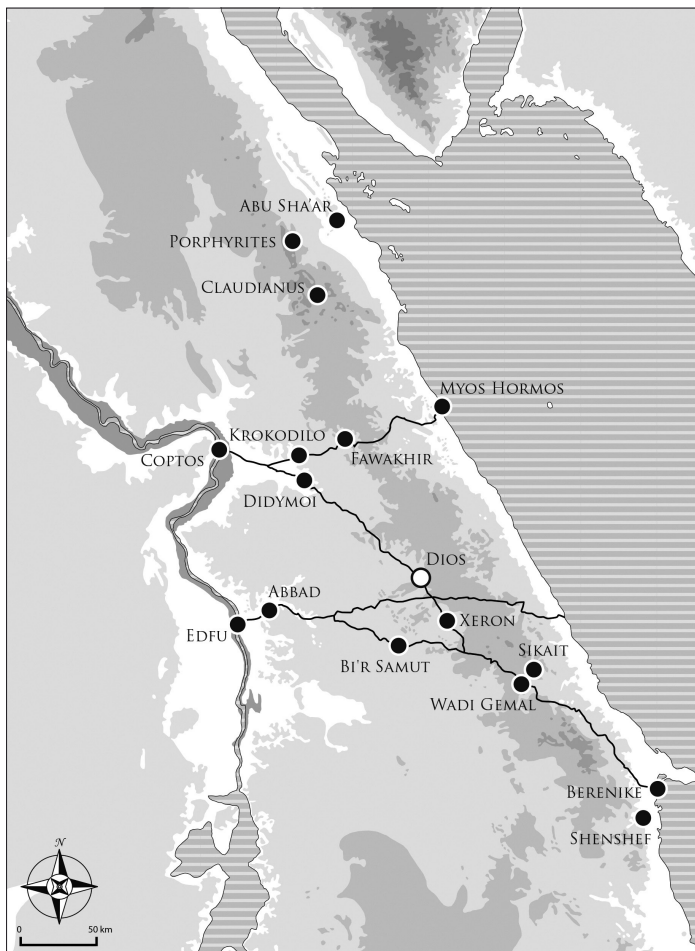 ABU SHA'AR
PORPHYRITES
CLAUDIANUS
MYOS HORMOS
KROKODILO
COPTOS
FAWAKHIR
DIDYMOI
DIOS
ABBAD
XERON
EDFU
SIKAIT
BI'R SAMUT
WADI GEMAL
BERENIKE
SHENSHEF
N
0 50 km